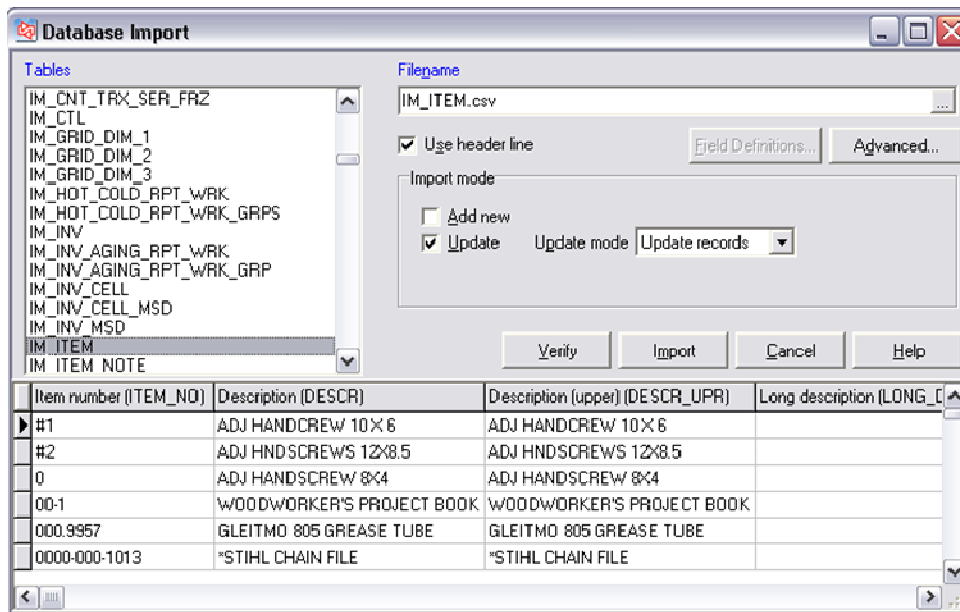 Database Import
Tables
IM_CNT_TRX_SER_FRZ
IM_CTL
IM_GRID_DIM_1
IM_GRID_DIM_2
IM_GRID_DIM_3
IM_HOT_COLD_RPT_WRK
IM_HOT_COLD_RPT_WRK_GRPS
IM_INV
IM_INV_AGING_RPT_WRK
IM_INV_AGING_RPT_WRK_GRP
IM_INV_CELL
IM_INV_CELL_MSD
IM_INV_MSD
IM_ITEM
IM_ITEM_NOTE
Filename
IM_ITEM.csv
...
Use header line
Field Definitions...
Advanced...
Import mode
Add new
Update
Update mode
Update records
Verify
Import
Cancel
Help
Item number (ITEM_NO) Description (DESCR) Description (upper) (DESCR_UPR) Long description (LONG_D
#1 ADJ HANDCREW 10 X 6 ADJ HANDCREW 10 X 6
#2 ADJ HNDSCREWS 12X8.5 ADJ HNDSCREWS 12X8.5
0 ADJ HANDSCREW 8X4 ADJ HANDSCREW 8X4
00-1 WOODWORKER'S PROJECT BOOK WOODWORKER'S PROJECT BOOK
000.9957 GLEITMO 805 GREASE TUBE GLEITMO 805 GREASE TUBE
0000-000-1013 *STIHL CHAIN FILE *STIHL CHAIN FILE